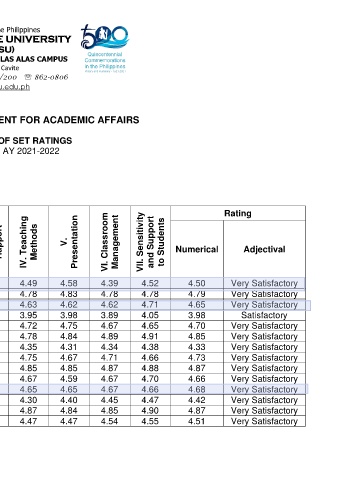 e Philippines
E UNIVERSITY
SU)
LAS ALAS CAMPUS
Cavite
/200 ☏ 862-0806
u.edu.ph
500
Quincentennial
Commemorations
in the Philippines
ENT FOR ACADEMIC AFFAIRS
OF SET RATINGS
AY 2021-2022
IV. Teaching Methods
V. Presentation
VI. Classroom Management
VII. Sensitivity and Support to Students
Rating
Numerical Adjectival
4.49 4.58 4.39 4.52 4.50 Very Satisfactory
4.78 4.83 4.78 4.78 4.79 Very Satisfactory
4.63 4.62 4.62 4.71 4.65 Very Satisfactory
3.95 3.98 3.89 4.05 3.98 Satisfactory
4.72 4.75 4.67 4.65 4.70 Very Satisfactory
4.78 4.84 4.89 4.91 4.85 Very Satisfactory
4.35 4.31 4.34 4.38 4.33 Very Satisfactory
4.75 4.67 4.71 4.66 4.73 Very Satisfactory
4.85 4.85 4.87 4.88 4.87 Very Satisfactory
4.67 4.59 4.67 4.70 4.66 Very Satisfactory
4.65 4.65 4.67 4.66 4.68 Very Satisfactory
4.30 4.40 4.45 4.47 4.42 Very Satisfactory
4.87 4.84 4.85 4.90 4.87 Very Satisfactory
4.47 4.47 4.54 4.55 4.51 Very Satisfactory